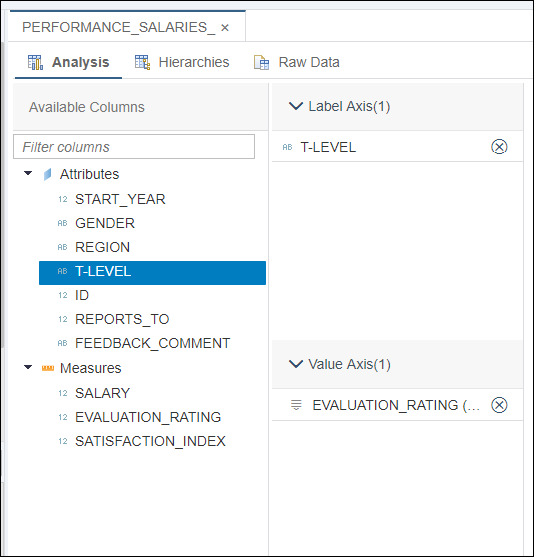 PERFORMANCE_SALARIES_ ×
Analysis Hierarchies Raw Data
Available Columns
Filter columns
Attributes
12 START_YEAR
AB GENDER
AB REGION
AB T-LEVEL
12 ID
12 REPORTS_TO
AB FEEDBACK_COMMENT
Measures
12 SALARY
12 EVALUATION_RATING
12 SATISFACTION_INDEX
Label Axis(1)
AB T-LEVEL
Value Axis(1)
EVALUATION_RATING (...